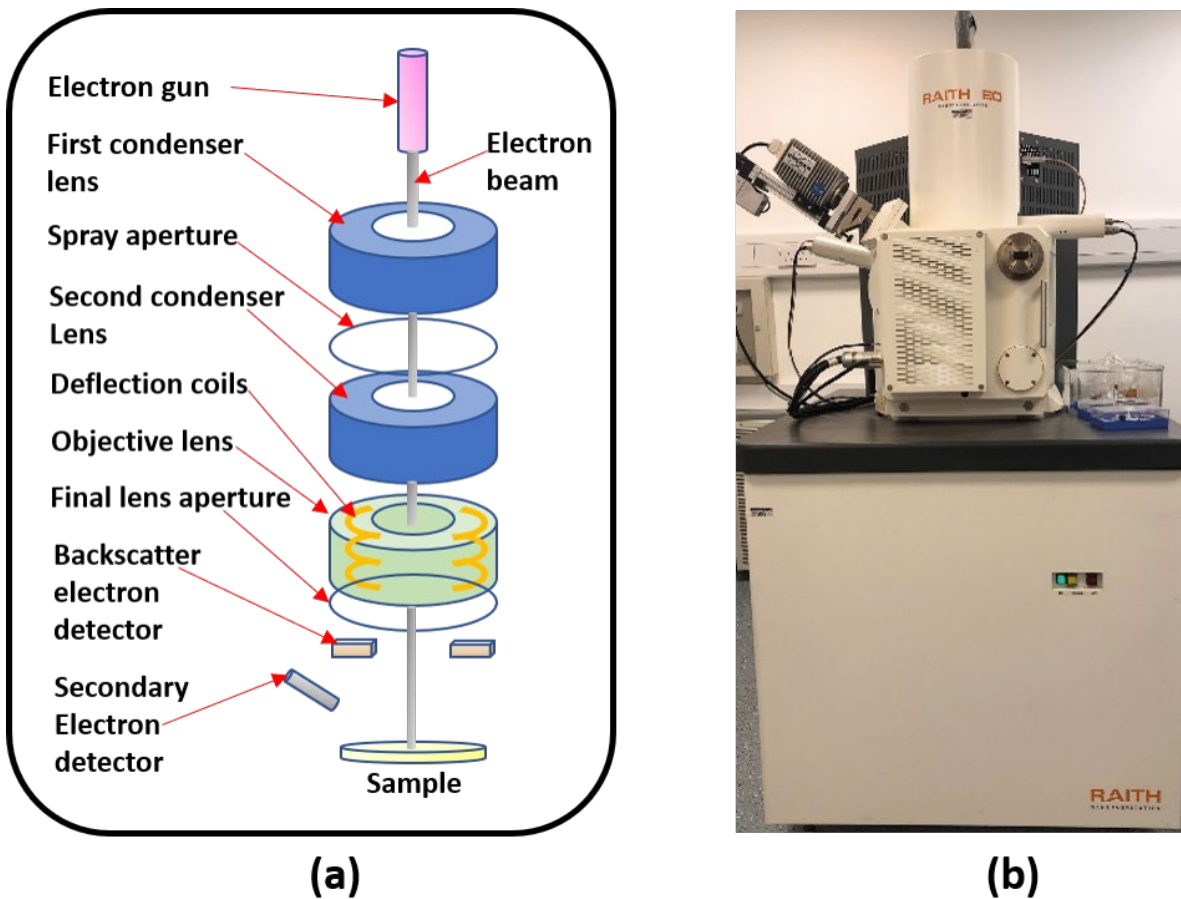 Electron gun
First condenser
lens
Electron
beam
Spray aperture
Second condenser
Lens
Deflection coils
Objective lens
Final lens aperture
Backscatter
electron
detector
Secondary
Electron
detector
Sample
(a)
RAITH
RAITH
NANOFABRICATION
(b)